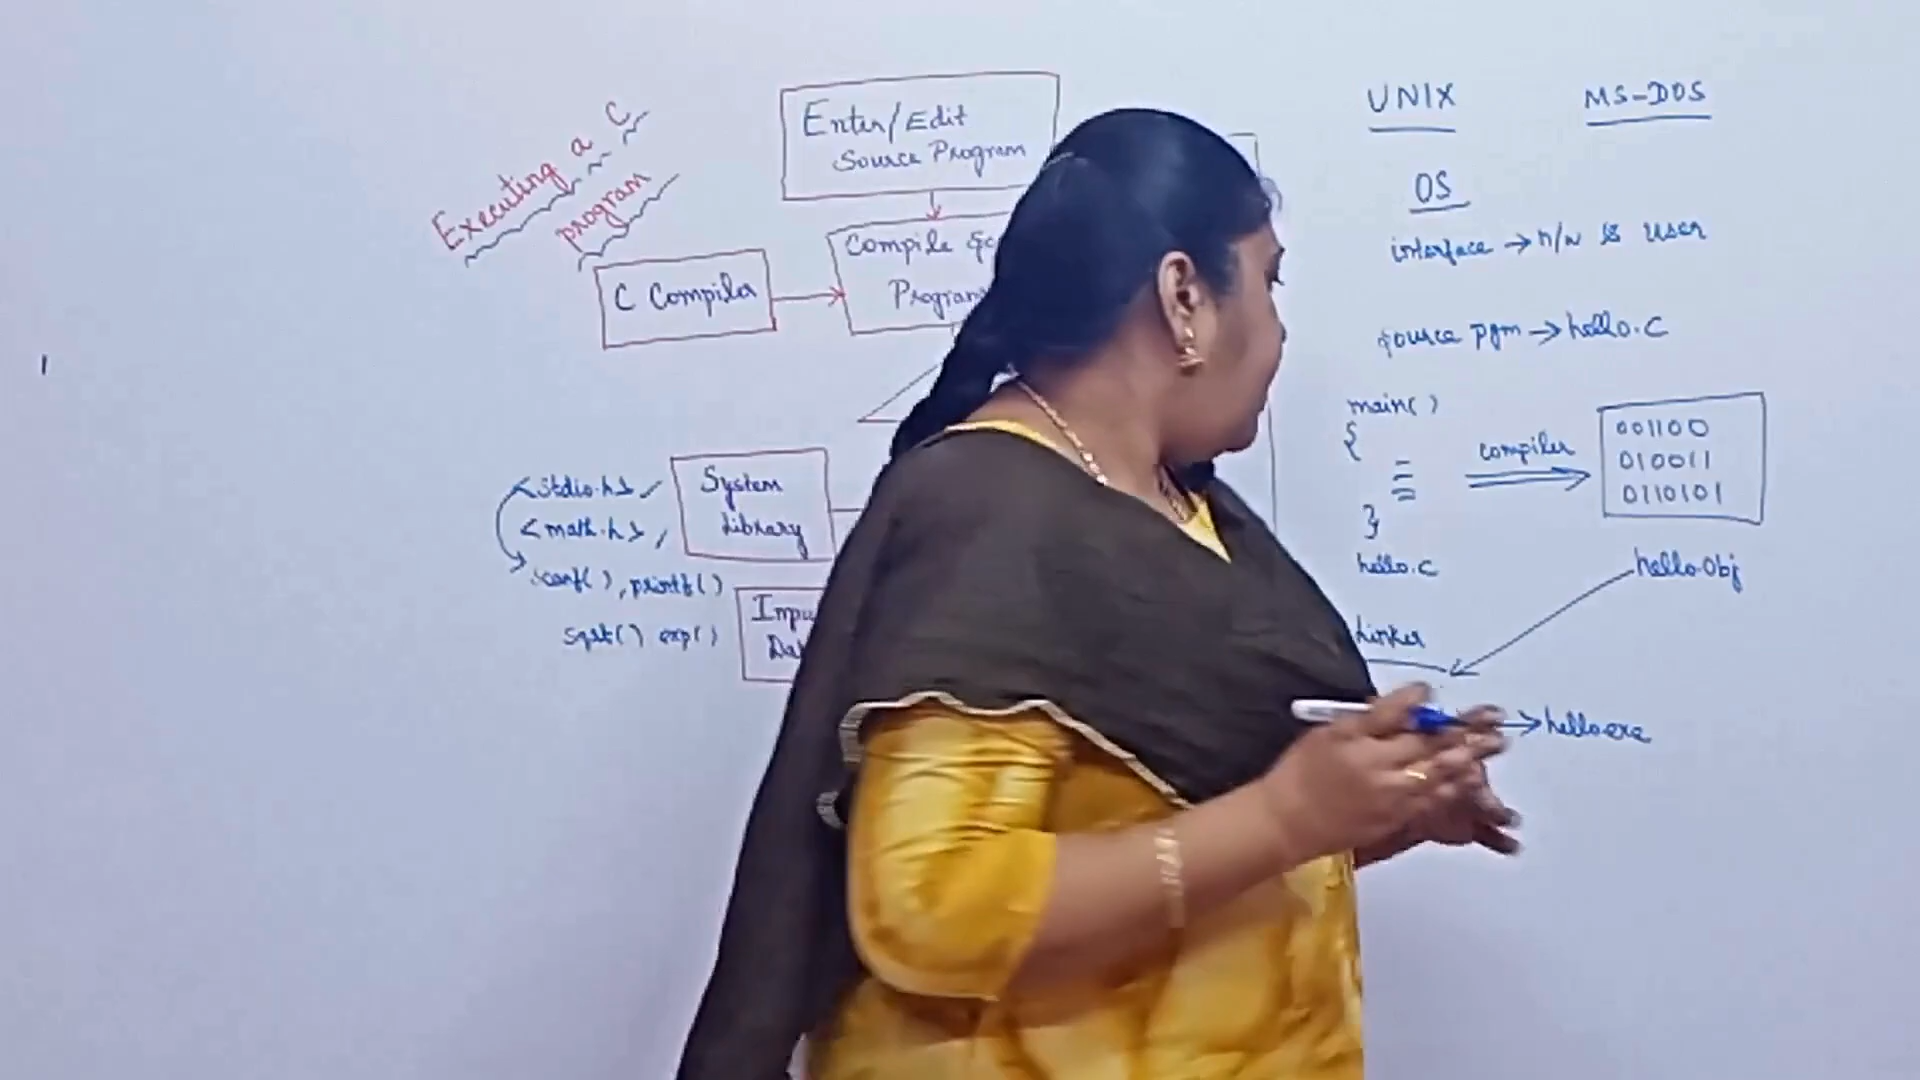 Executing a C
program
Enter/Edit
Source Program
C Compiler
Compile
Program
<stdio.h>
<math.h>,
scanf( ), printf( )
sqrt( ) exp( )
System
Library
UNIX MS-DOS
OS
interface → h/w & user
source pgm → hello.c
main( )
{
}
hello.c
compiler
001100
010011
0110101
hello.obj
Linker
→ hello.exe